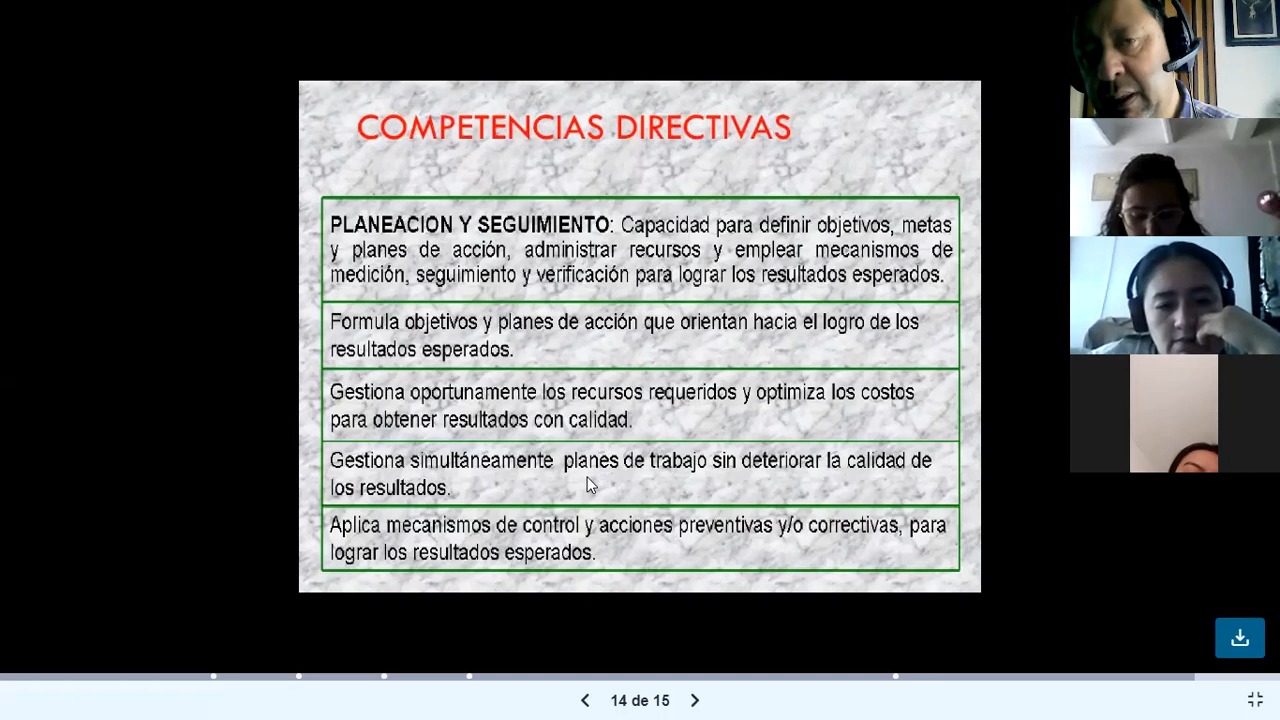 COMPETENCIAS DIRECTIVAS
PLANEACION Y SEGUIMIENTO: Capacidad para definir objetivos, metas
y planes de acción, administrar recursos y emplear mecanismos de
medición, seguimiento y verificación para lograr los resultados esperados.
Formula objetivos y planes de acción que orientan hacia el logro de los
resultados esperados.
Gestiona oportunamente los recursos requeridos y optimiza los costos
para obtener resultados con calidad.
Gestiona simultáneamente planes de trabajo sin deteriorar la calidad de
los resultados.
Aplica mecanismos de control y acciones preventivas y/o correctivas, para
lograr los resultados esperados.
14 de 15